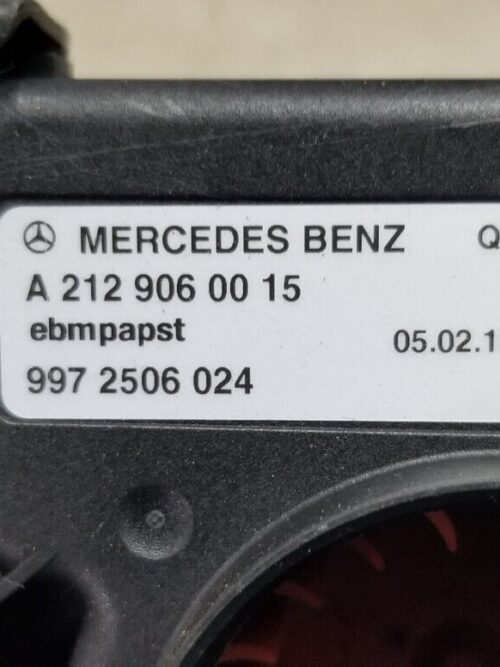 MERCEDES BENZ Q
A 212 906 00 15
ebmpapst
05.02.1
997 2506 024